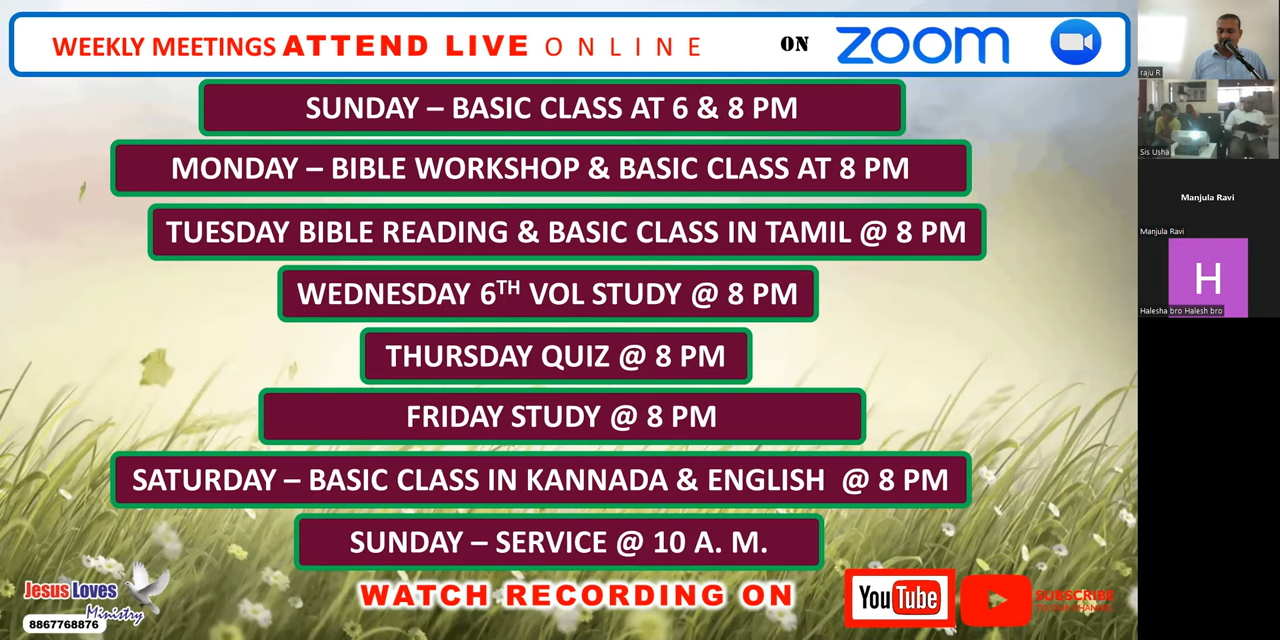 WEEKLY MEETINGS ATTEND LIVE ONLINE ON zoom
SUNDAY – BASIC CLASS AT 6 & 8 PM
MONDAY – BIBLE WORKSHOP & BASIC CLASS AT 8 PM
TUESDAY BIBLE READING & BASIC CLASS IN TAMIL @ 8 PM
WEDNESDAY 6TH VOL STUDY @ 8 PM
THURSDAY QUIZ @ 8 PM
FRIDAY STUDY @ 8 PM
SATURDAY – BASIC CLASS IN KANNADA & ENGLISH @ 8 PM
SUNDAY – SERVICE @ 10 A. M.
WATCH RECORDING ON YouTube
SUBSCRIBE
TO OUR CHANNEL
Jesus Loves
Ministry
8867768876
raju R
Sis Usha
Manjula Ravi
Manjula Ravi
H
Halesha bro Halesh bro